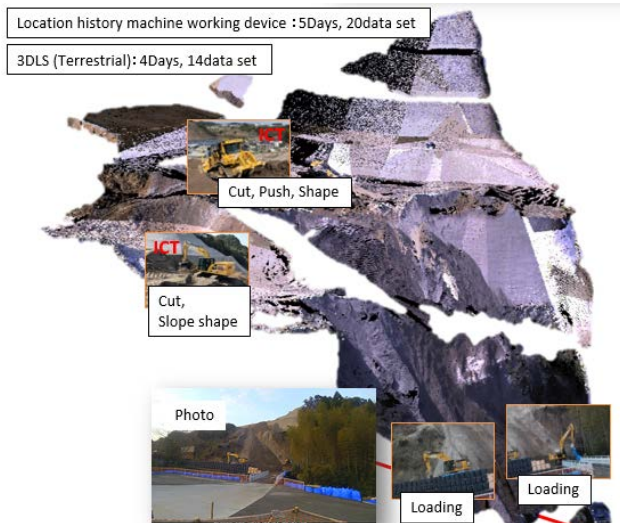 Location history machine working device：5Days, 20data set
3DLS (Terrestrial)：4Days, 14data set
ICT
Cut, Push, Shape
ICT
Cut,
Slope shape
Photo
Loading
Loading